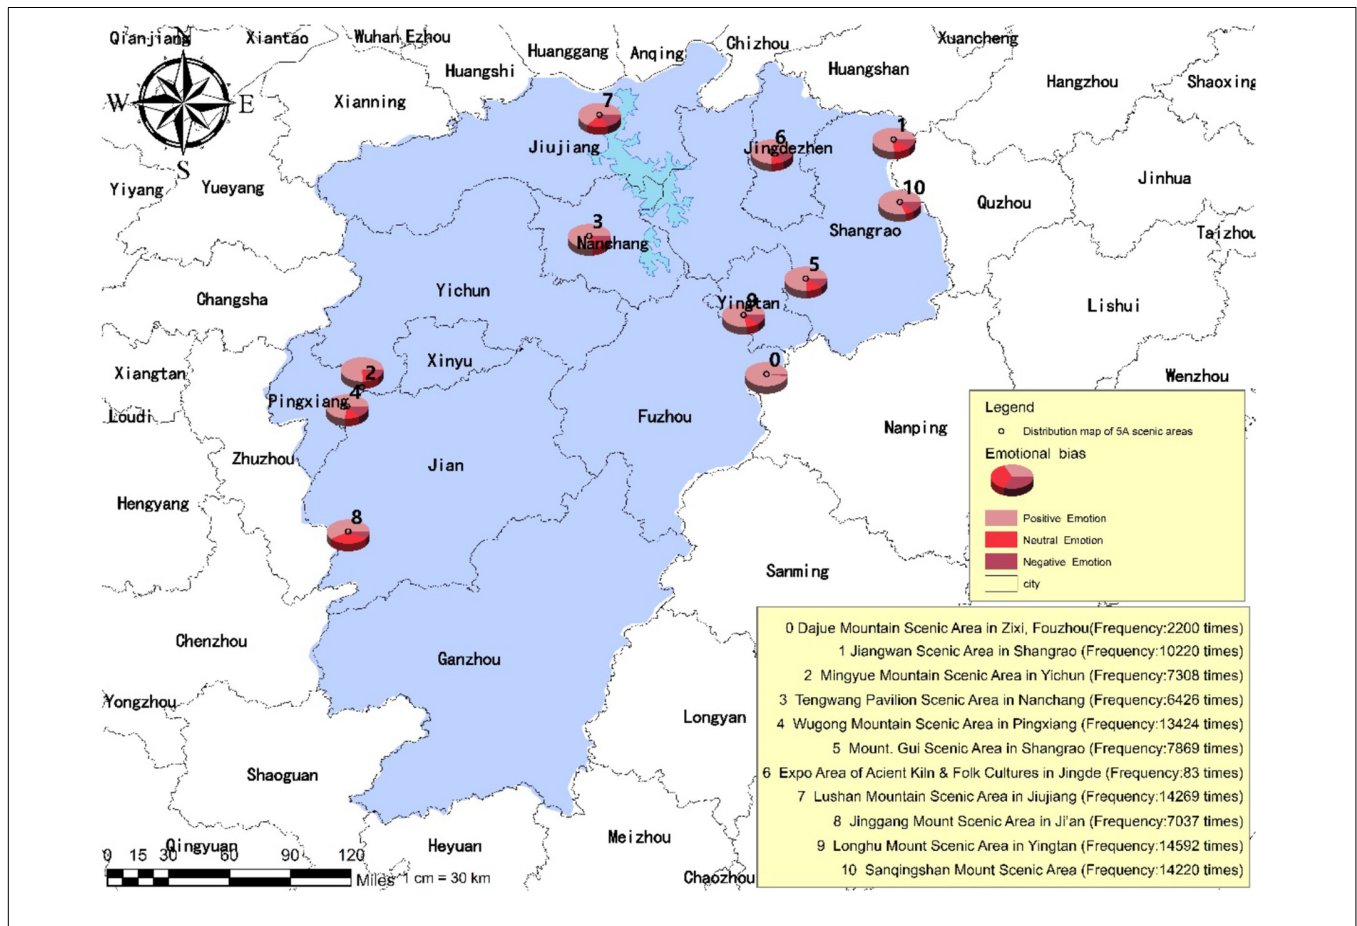 Qianjiang
Xiantao
Wuhan Ezhou
N
Huanggang
Anqing
Chizhou
Xuancheng
Huangshi
Huangshan
Hangzhou
Shaoxing
W
E
Xianning
7
1
6
Jiujiang
Jingdezhen
S
Yiyang
Yueyang
10
Jinhua
Quzhou
3
Nanchang
Shangrao
Taizhou
5
Changsha
Yichun
9
Yingtan
Lishui
Xinyu
0
Xiangtan
2
Wenzhou
4
Pingxiang
Loudi
Fuzhou
Nanping
Zhuzhou
Jian
Hengyang
8
Sanming
Chenzhou
Ganzhou
Yongzhou
Longyan
Shaoguan
Meizhou
Qingyuan
Heyuan
Chaozhou
0 15 30 60 90 120
Miles 1 cm = 30 km
Legend
Distribution map of 5A scenic areas
Emotional bias
Positive Emotion
Neutral Emotion
Negative Emotion
city
0 Dajue Mountain Scenic Area in Zixi, Fouzhou(Frequency:2200 times)
1 Jiangwan Scenic Area in Shangrao (Frequency:10220 times)
2 Mingyue Mountain Scenic Area in Yichun (Frequency:7308 times)
3 Tengwang Pavilion Scenic Area in Nanchang (Frequency:6426 times)
4 Wugong Mountain Scenic Area in Pingxiang (Frequency:13424 times)
5 Mount. Gui Scenic Area in Shangrao (Frequency:7869 times)
6 Expo Area of Acient Kiln & Folk Cultures in Jingde (Frequency:83 times)
7 Lushan Mountain Scenic Area in Jiujiang (Frequency:14269 times)
8 Jinggang Mount Scenic Area in Ji'an (Frequency:7037 times)
9 Longhu Mount Scenic Area in Yingtan (Frequency:14592 times)
10 Sanqingshan Mount Scenic Area (Frequency:14220 times)